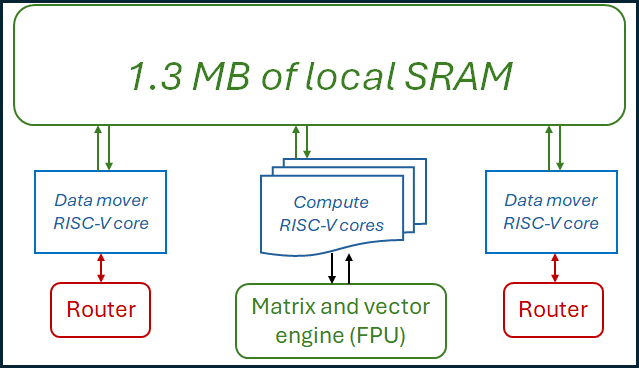 1.3 MB of local SRAM
Data mover
RISC-V core
Compute
RISC-V cores
Data mover
RISC-V core
Router
Matrix and vector
engine (FPU)
Router